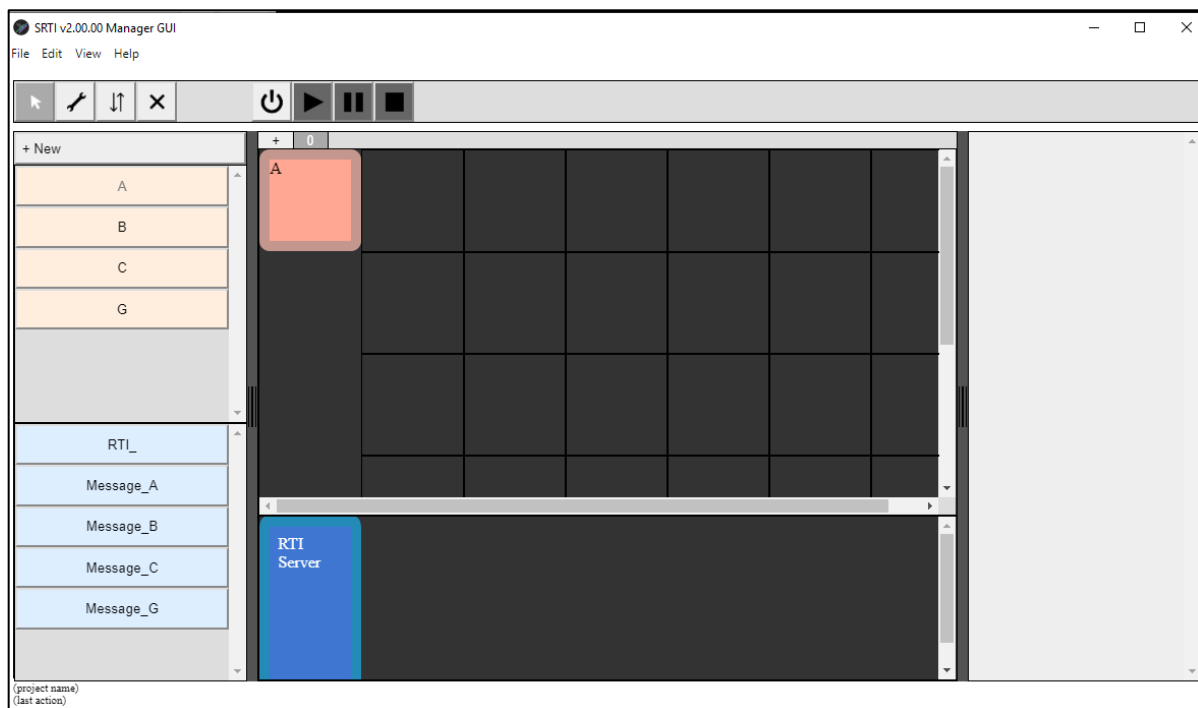 SRTI v2.00.00 Manager GUI
File Edit View Help
+ New
A
B
C
G
RTI_
Message_A
Message_B
Message_C
Message_G
+ 0
A
RTI
Server
(project name)
(last action)